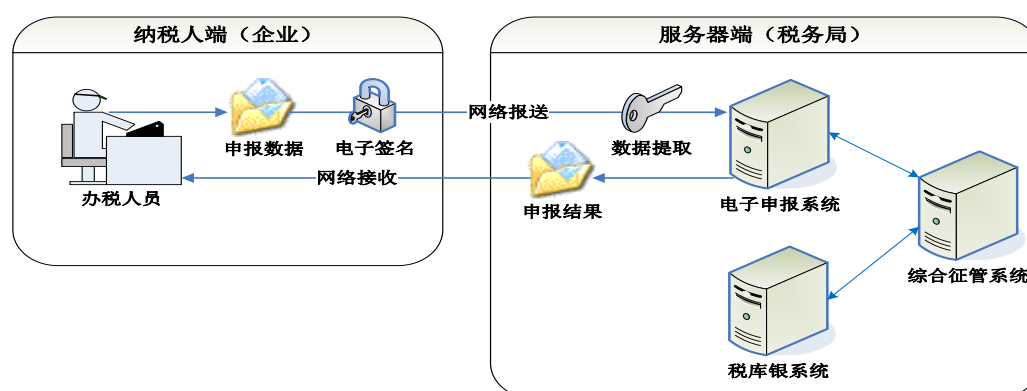 纳税人端（企业）
服务器端（税务局）
申报数据
电子签名
网络报送
数据提取
办税人员
网络接收
申报结果
电子申报系统
综合征管系统
税库银系统